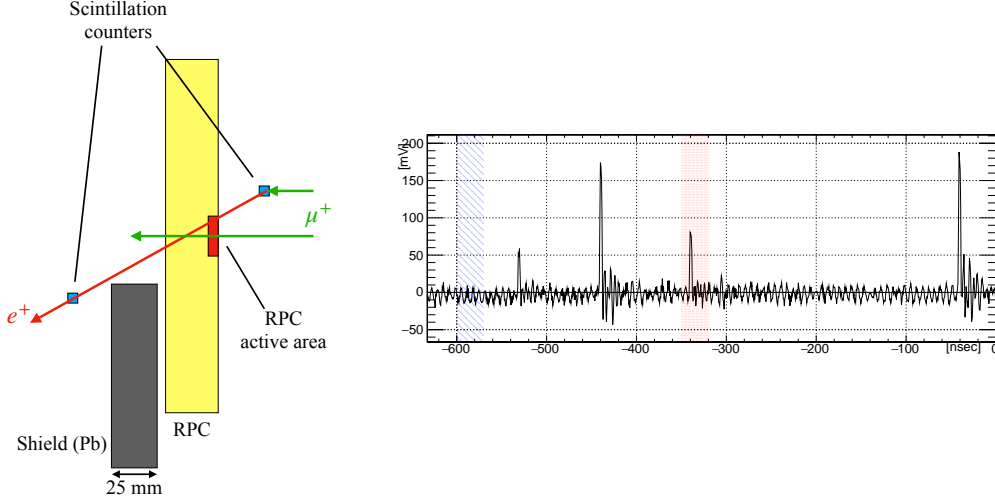 Scintillation
counters
μ⁺
e⁺
RPC
active area
RPC
Shield (Pb)
25 mm
[mV]
200
150
100
50
0
−50
−600
−500
−400
−300
−200
−100
[nsec]
0